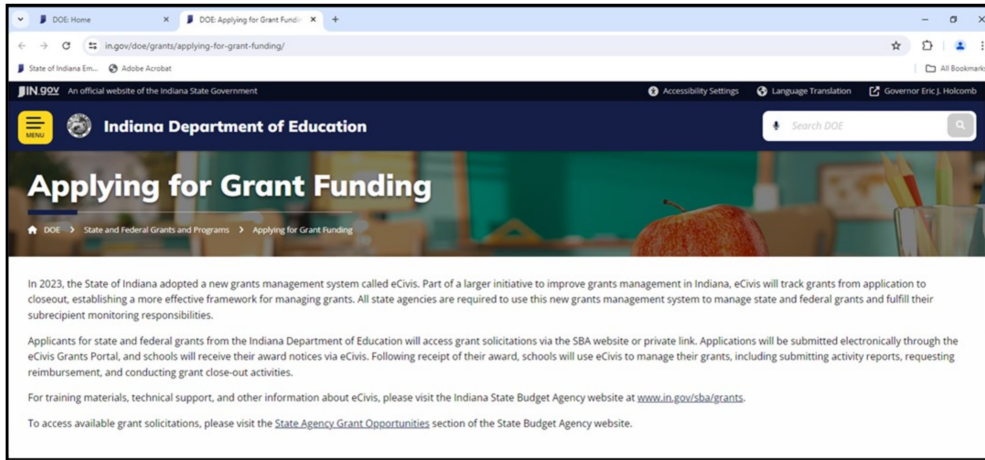 DOE: Home
DOE: Applying for Grant Fundin
in.gov/doe/grants/applying-for-grant-funding/
State of Indiana Em...
Adobe Acrobat
All Bookmarks
IN.gov An official website of the Indiana State Government
Accessibility Settings
Language Translation
Governor Eric J. Holcomb
MENU
Indiana Department of Education
Search DOE
Applying for Grant Funding
DOE > State and Federal Grants and Programs > Applying for Grant Funding
In 2023, the State of Indiana adopted a new grants management system called eCivis. Part of a larger initiative to improve grants management in Indiana, eCivis will track grants from application to
closeout, establishing a more effective framework for managing grants. All state agencies are required to use this new grants management system to manage state and federal grants and fulfill their
subrecipient monitoring responsibilities.
Applicants for state and federal grants from the Indiana Department of Education will access grant solicitations via the SBA website or private link. Applications will be submitted electronically through the
eCivis Grants Portal, and schools will receive their award notices via eCivis. Following receipt of their award, schools will use eCivis to manage their grants, including submitting activity reports, requesting
reimbursement, and conducting grant close-out activities.
For training materials, technical support, and other information about eCivis, please visit the Indiana State Budget Agency website at www.in.gov/sba/grants.
To access available grant solicitations, please visit the State Agency Grant Opportunities section of the State Budget Agency website.